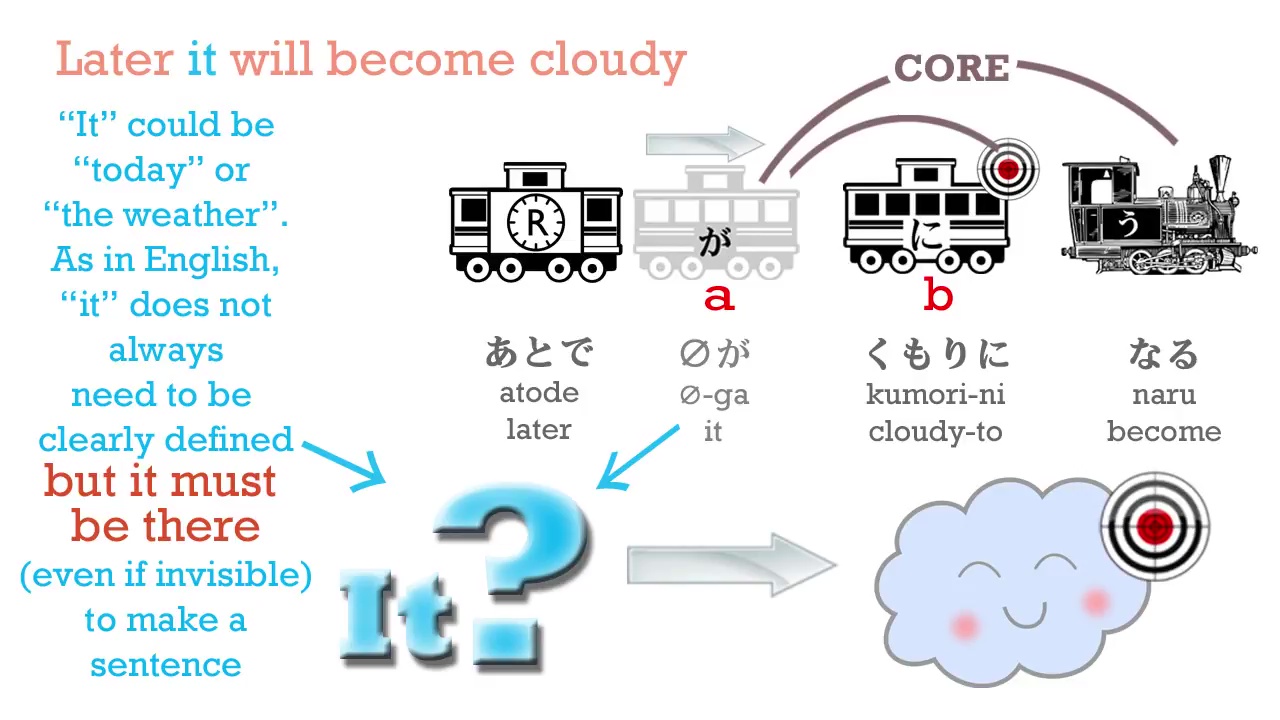 Later it will become cloudy
CORE
“It” could be
“today” or
“the weather”.
As in English,
“it” does not
always
need to be
clearly defined
but it must
be there
(even if invisible)
to make a
sentence
R
が
に
う
a
b
あとで
∅が
くもりに
なる
atode
∅-ga
kumori-ni
naru
later
it
cloudy-to
become
It?